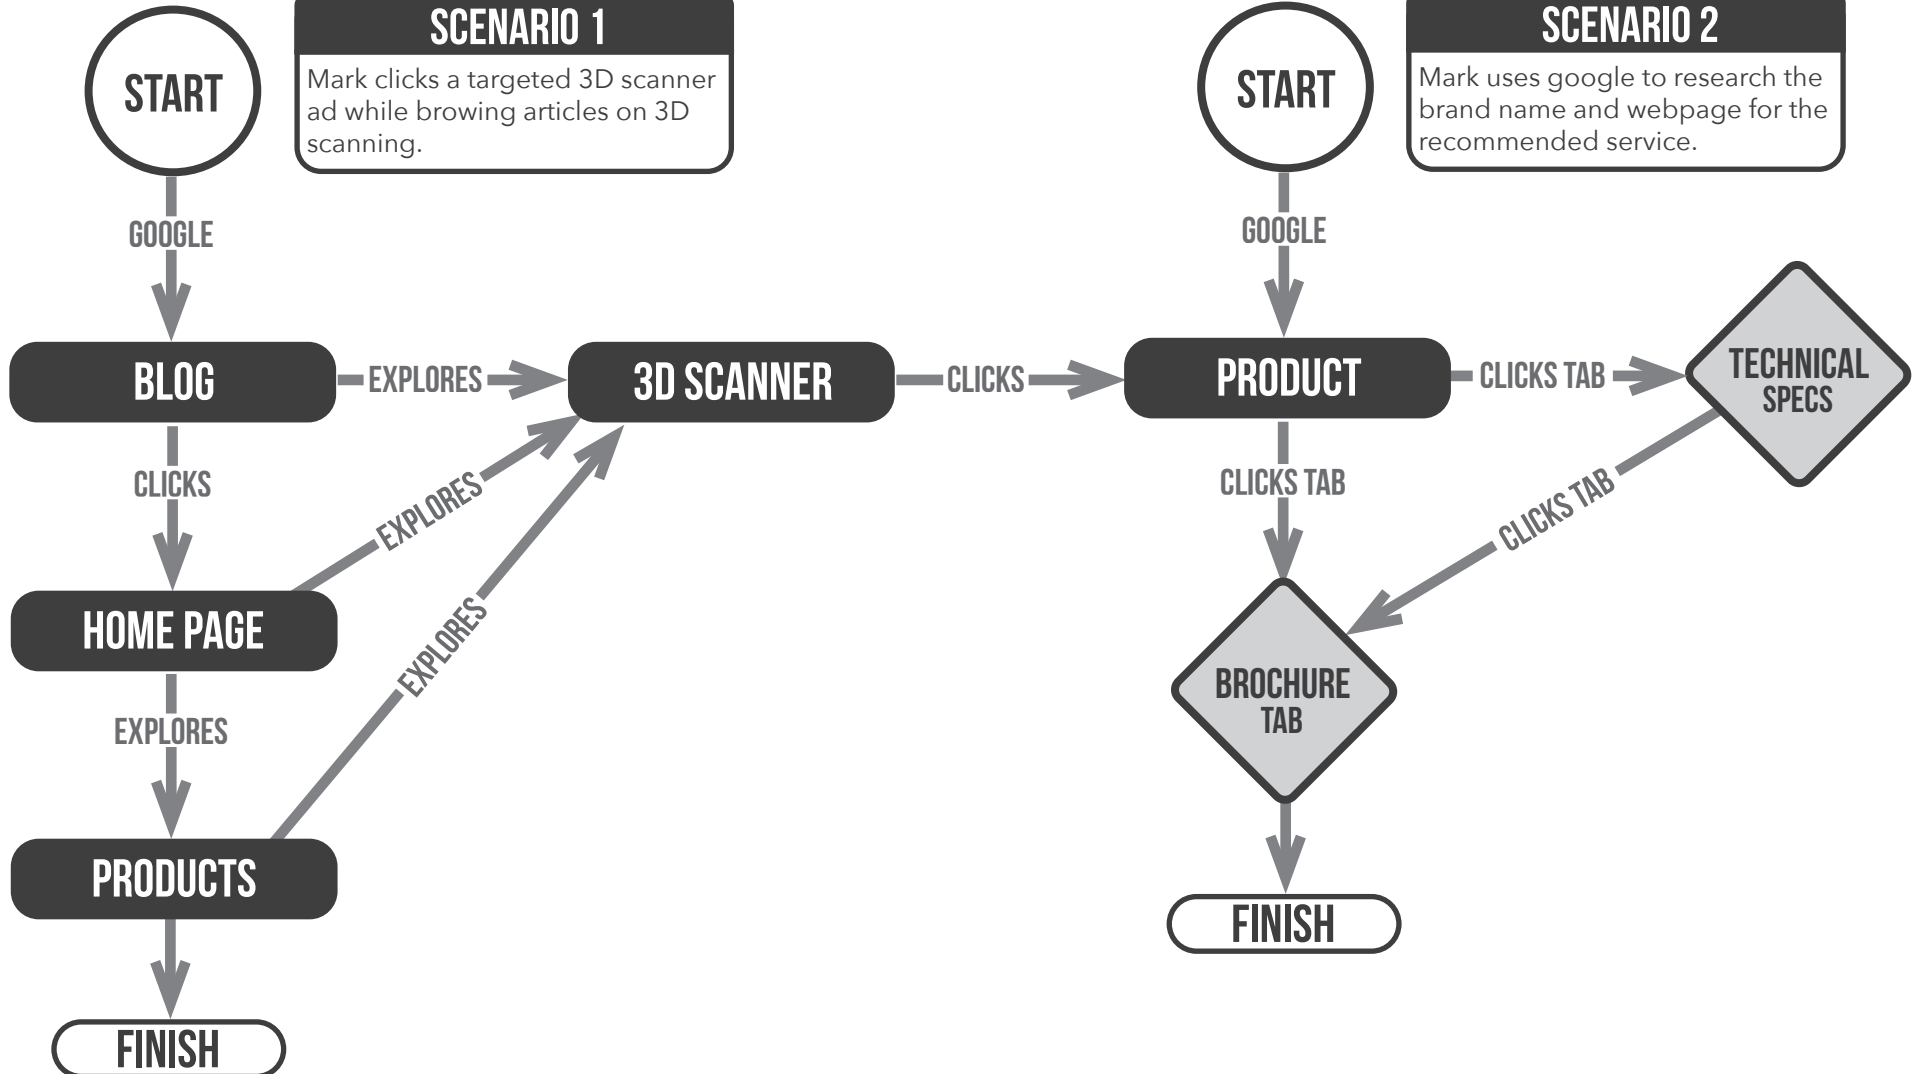 SCENARIO 1
START
Mark clicks a targeted 3D scanner
ad while browing articles on 3D
scanning.
SCENARIO 2
START
Mark uses google to research the
brand name and webpage for the
recommended service.
GOOGLE
GOOGLE
BLOG
EXPLORES
3D SCANNER
CLICKS
PRODUCT
CLICKS TAB
TECHNICAL
SPECS
CLICKS
EXPLORES
CLICKS TAB
CLICKS TAB
HOME PAGE
EXPLORES
BROCHURE
TAB
EXPLORES
PRODUCTS
FINISH
FINISH